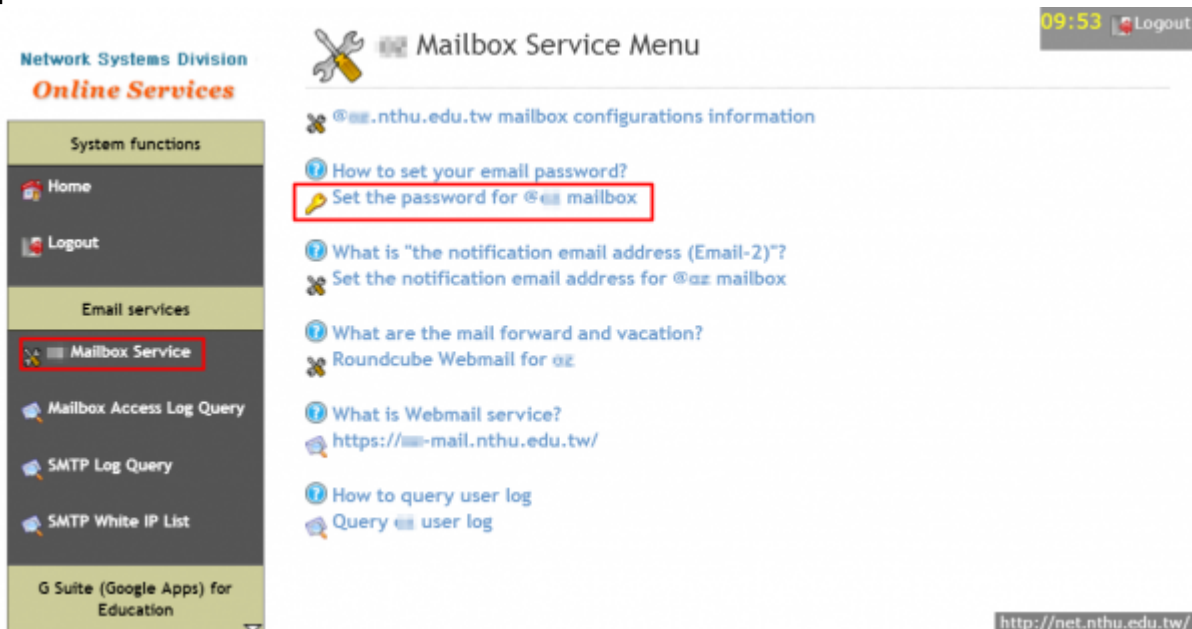 Network Systems Division
Online Services
System functions
Home
Logout
Email services
Mailbox Service
Mailbox Access Log Query
SMTP Log Query
SMTP White IP List
G Suite (Google Apps) for
Education
Mailbox Service Menu
09:53 Logout
@.nthu.edu.tw mailbox configurations information
How to set your email password?
Set the password for @ mailbox
What is "the notification email address (Email-2)"?
Set the notification email address for @ mailbox
What are the mail forward and vacation?
Roundcube Webmail for
What is Webmail service?
https://-mail.nthu.edu.tw/
How to query user log
Query user log
http://net.nthu.edu.tw/